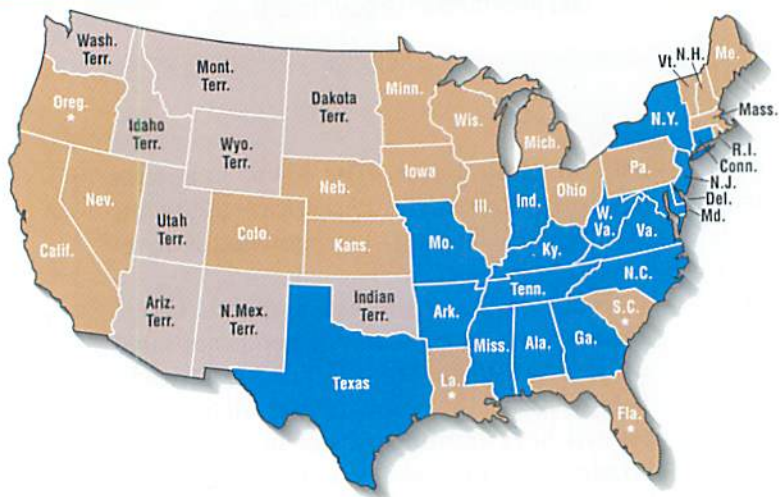 Wash.
Terr.
Oreg.
*
Calif.
Nev.
Idaho
Terr.
Mont.
Terr.
Wyo.
Terr.
Utah
Terr.
Ariz.
Terr.
N.Mex.
Terr.
Colo.
Dakota
Terr.
Neb.
Kans.
Indian
Terr.
Texas
Minn.
Iowa
Mo.
Ark.
La.
*
Wis.
Ill.
Mich.
Ind.
Ohio
Ky.
Tenn.
Miss.
Ala.
Ga.
Fla.
*
S.C.
*
N.C.
Va.
W.
Va.
Pa.
N.Y.
Vt.
N.H.
Me.
Mass.
R.I.
Conn.
N.J.
Del.
Md.